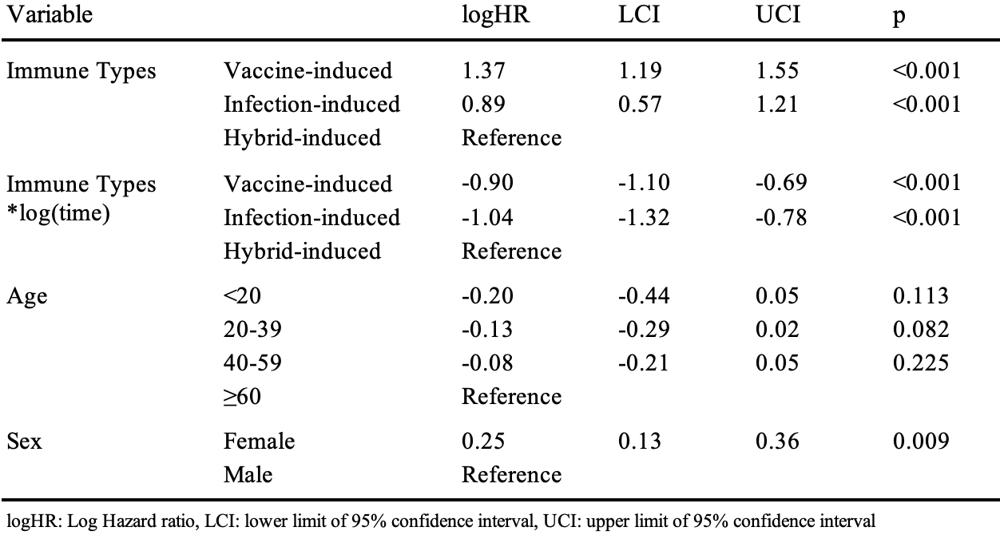 Variable logHR LCI UCI p
Immune Types Vaccine-induced 1.37 1.19 1.55 <0.001
Infection-induced 0.89 0.57 1.21 <0.001
Hybrid-induced Reference
Immune Types Vaccine-induced -0.90 -1.10 -0.69 <0.001
*log(time) Infection-induced -1.04 -1.32 -0.78 <0.001
Hybrid-induced Reference
Age <20 -0.20 -0.44 0.05 0.113
20-39 -0.13 -0.29 0.02 0.082
40-59 -0.08 -0.21 0.05 0.225
≥60 Reference
Sex Female 0.25 0.13 0.36 0.009
Male Reference
logHR: Log Hazard ratio, LCI: lower limit of 95% confidence interval, UCI: upper limit of 95% confidence interval